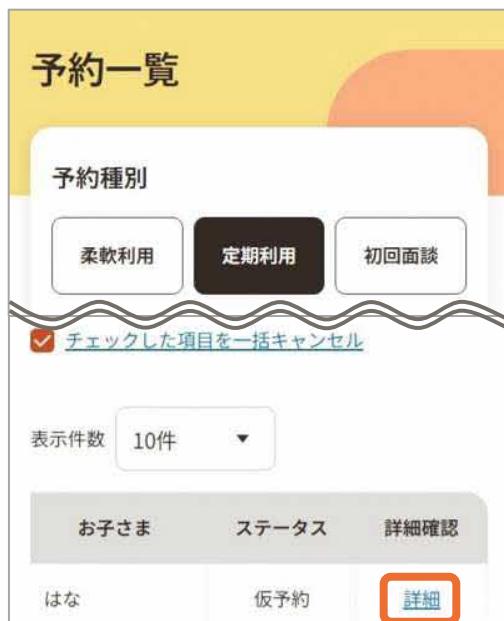 予約一覧
予約種別
柔軟利用 定期利用 初回面談
チェックした項目を一括キャンセル
表示件数 10件
お子さま ステータス 詳細確認
はな 仮予約 詳細